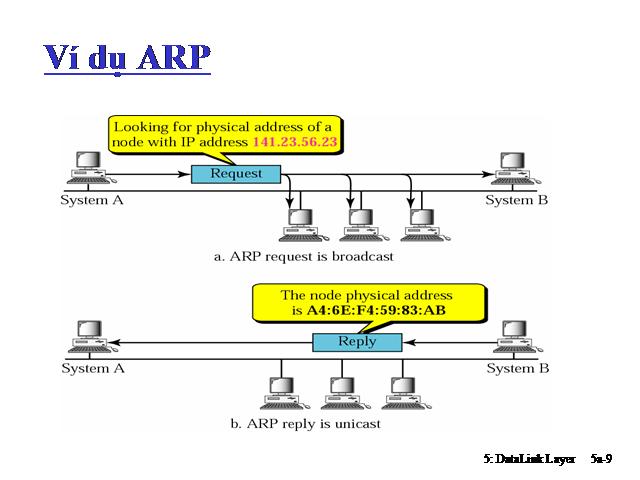 Ví dụ ARP
Looking for physical address of a
node with IP address 141.23.56.23
Request
System A
System B
a. ARP request is broadcast
The node physical address
is A4:6E:F4:59:83:AB
Reply
System A
System B
b. ARP reply is unicast
5: DataLink Layer 5a-9